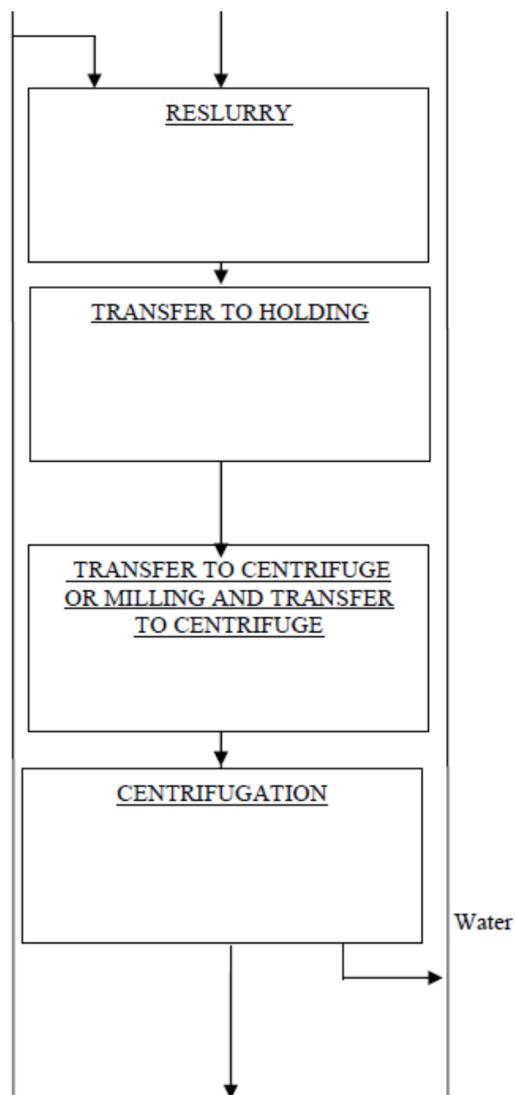 RESLURRY
TRANSFER TO HOLDING
TRANSFER TO CENTRIFUGE
OR MILLING AND TRANSFER
TO CENTRIFUGE
CENTRIFUGATION
Water